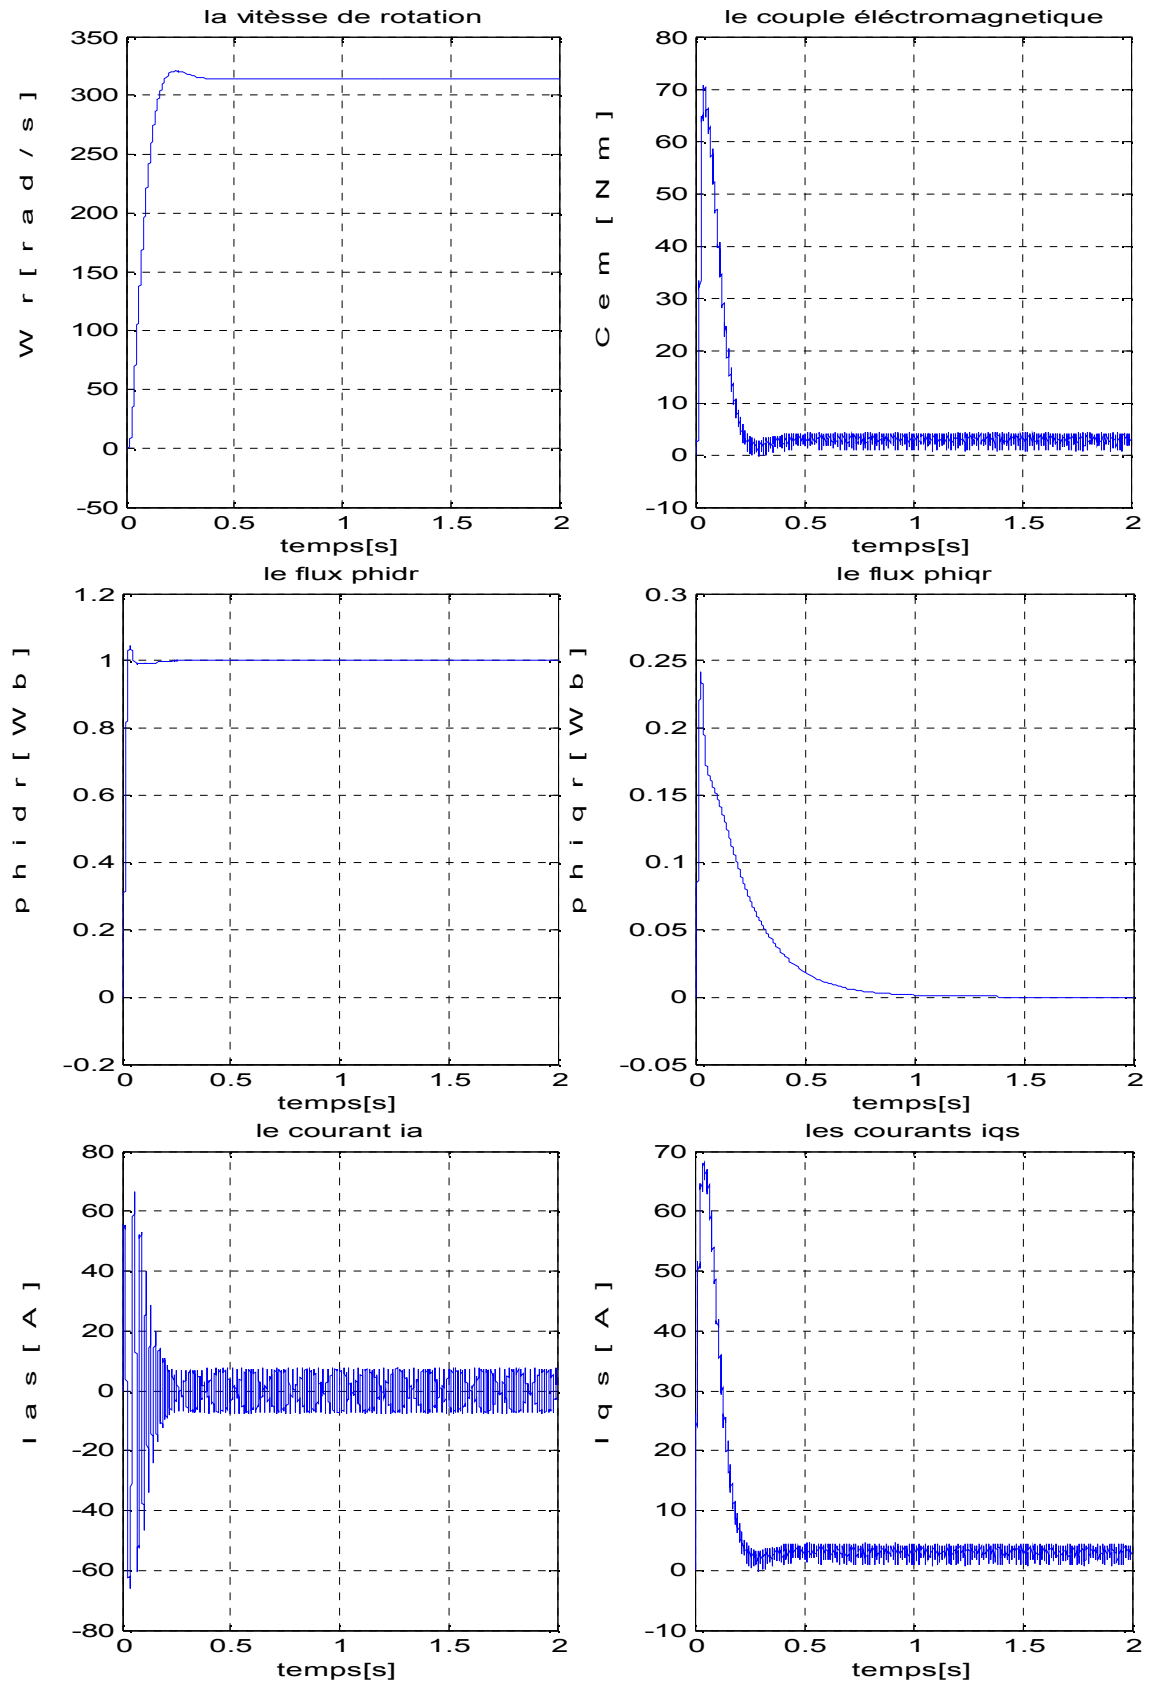 la vitèsse de rotation
W r [ r a d / s ]
350
300
250
200
150
100
50
0
-50
0 0.5 1 1.5 2
temps[s]
le couple éléctromagnetique
C e m [ N m ]
80
70
60
50
40
30
20
10
0
-10
0 0.5 1 1.5 2
temps[s]
le flux phidr
p h i d r [ W b ]
1.2
1
0.8
0.6
0.4
0.2
0
-0.2
0 0.5 1 1.5 2
temps[s]
le flux phiqr
p h i q r [ W b ]
0.3
0.25
0.2
0.15
0.1
0.05
0
-0.05
0 0.5 1 1.5 2
temps[s]
le courant ia
I a s [ A ]
80
60
40
20
0
-20
-40
-60
-80
0 0.5 1 1.5 2
temps[s]
les courants iqs
I q s [ A ]
70
60
50
40
30
20
10
0
-10
0 0.5 1 1.5 2
temps[s]